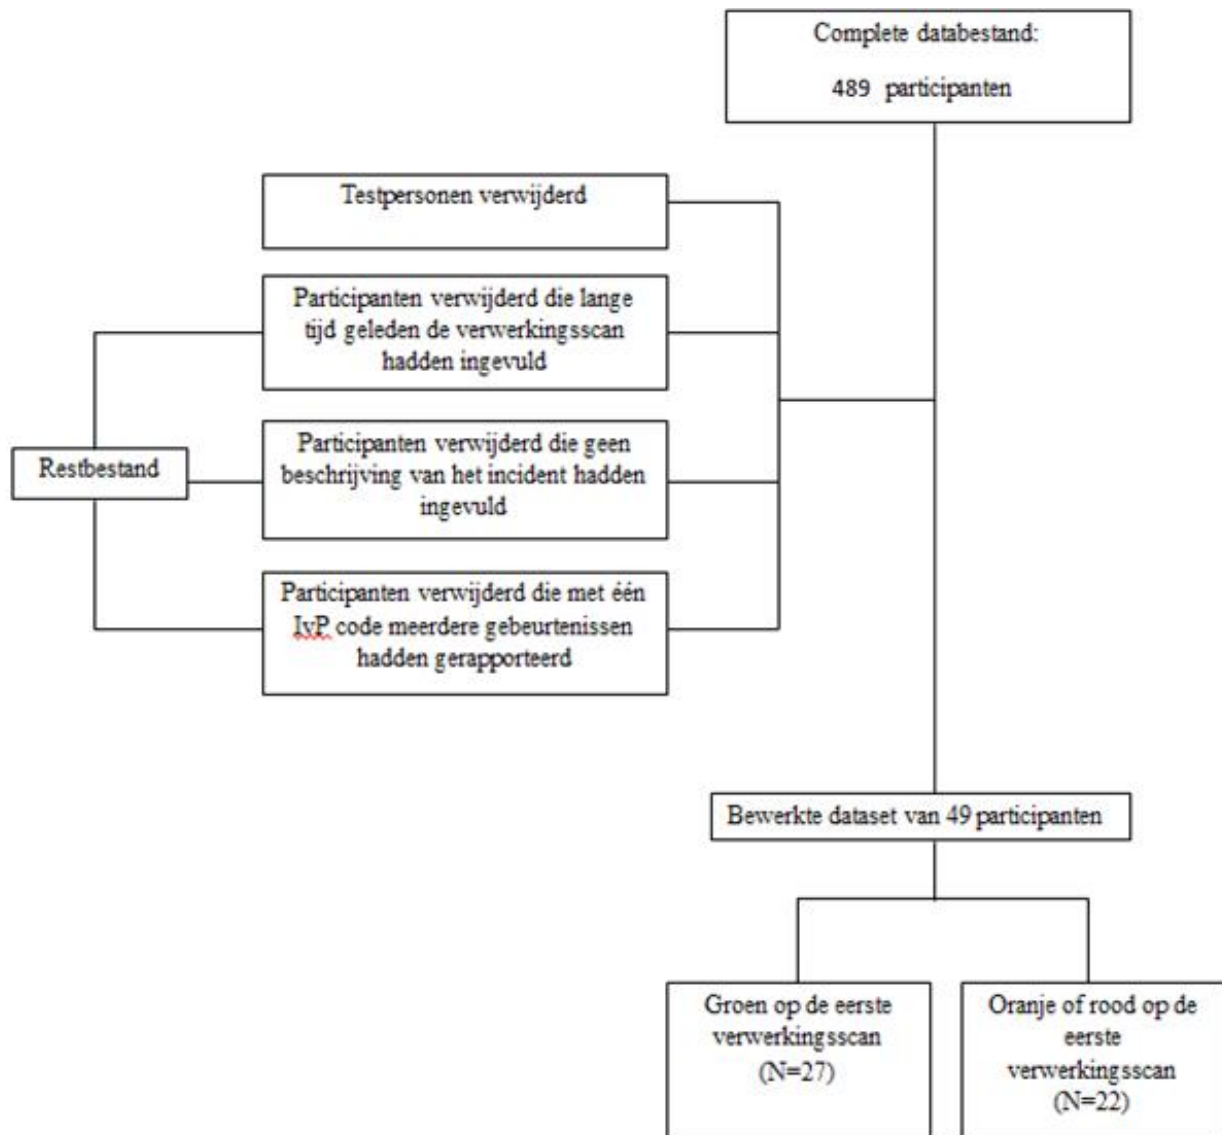 Complete databestand:
489 participanten
Testpersonen verwijderd
Participanten verwijderd die lange
tijd geleden de verwerkingsscan
hadden ingevuld
Participanten verwijderd die geen
beschrijving van het incident hadden
ingevuld
Restbestand
Participanten verwijderd die met één
IvP code meerdere gebeurtenissen
hadden gerapporteerd
Bewerkte dataset van 49 participanten
Groen op de eerste
verwerkingsscan
(N=27)
Oranje of rood op de
eerste
verwerkingsscan
(N=22)